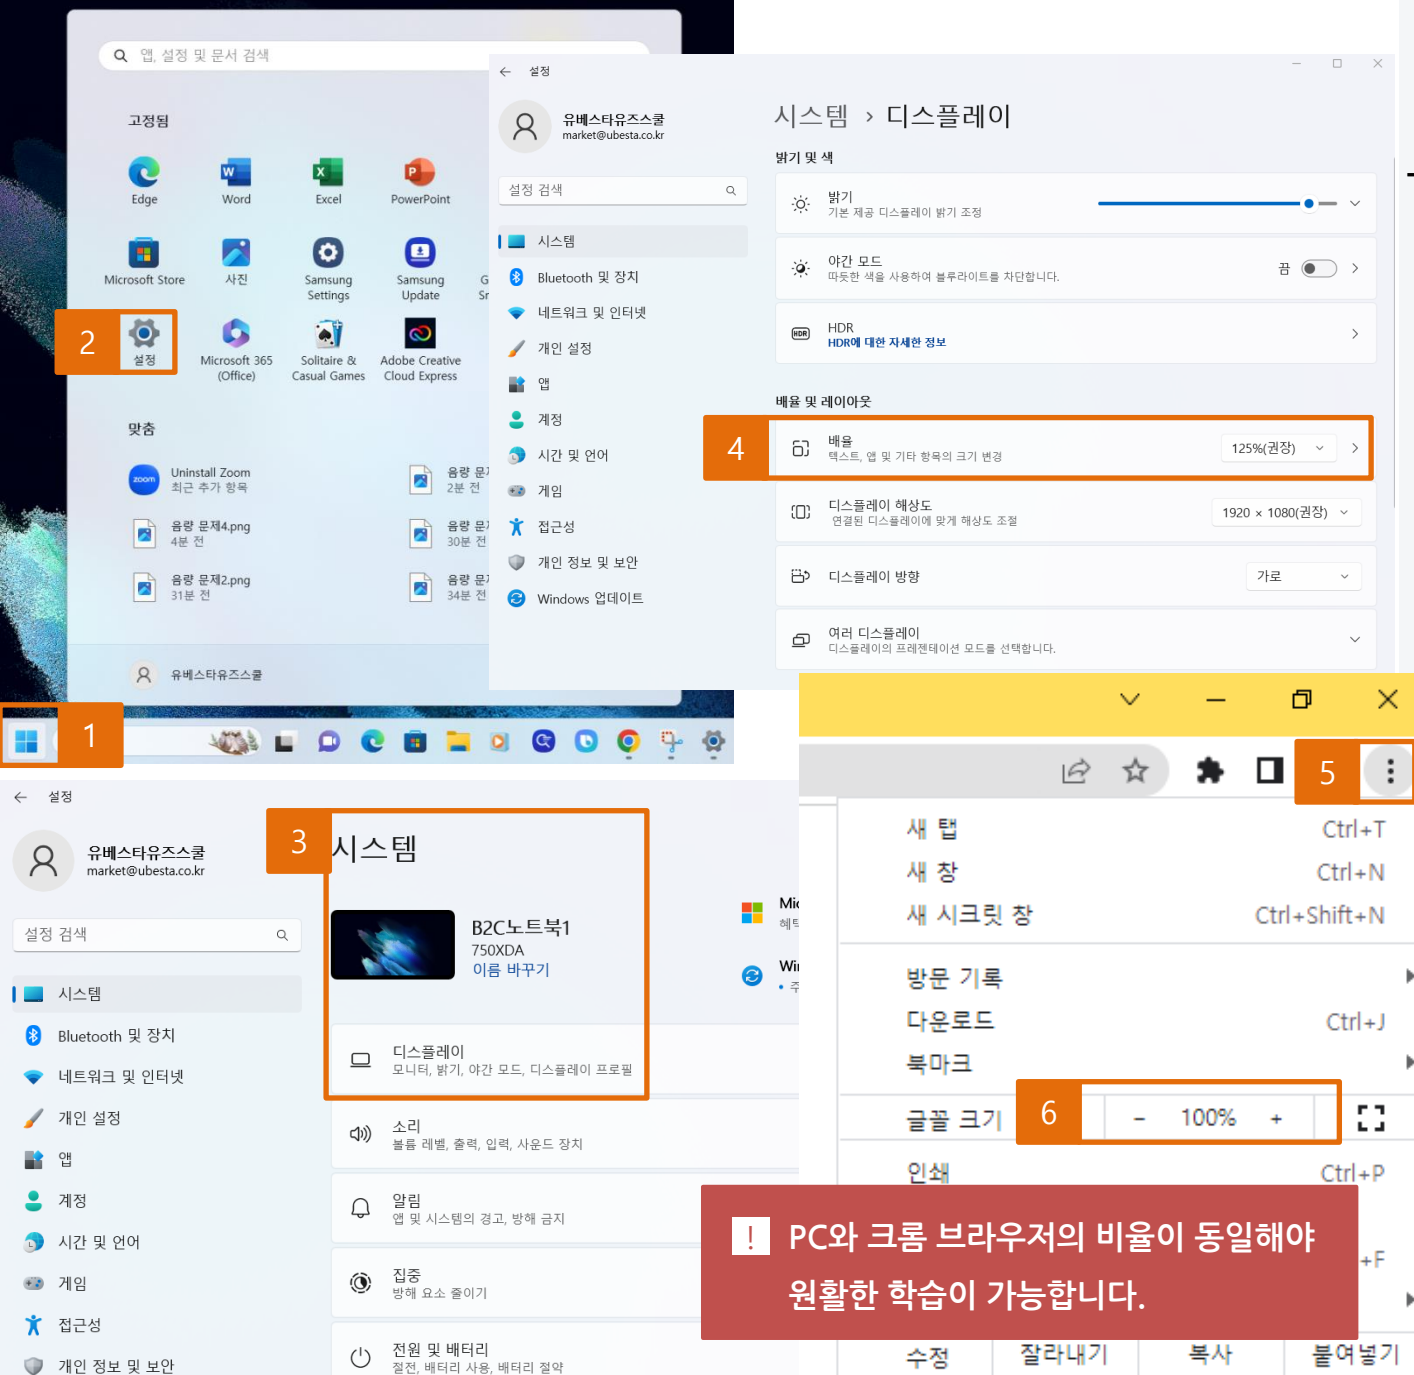 앱, 설정 및 문서 검색
고정됨
Edge
Word
Excel
PowerPoint
Microsoft Store
사진
Samsung Settings
Samsung Update
2
설정
Microsoft 365 (Office)
Solitaire & Casual Games
Adobe Creative Cloud Express
맞춤
zoom
Uninstall Zoom
최근 추가 항목
음량 문제4.png
4분 전
음량 문제2.png
31분 전
음량
2분 전
음량
30분 전
음량
34분 전
유베스타유즈스쿨
1
설정
유베스타유즈스쿨
market@ubesta.co.kr
설정 검색
시스템
Bluetooth 및 장치
네트워크 및 인터넷
개인 설정
앱
계정
시간 및 언어
게임
접근성
개인 정보 및 보안
Windows 업데이트
시스템 › 디스플레이
밝기 및 색
밝기
기본 제공 디스플레이 밝기 조정
야간 모드
따뜻한 색을 사용하여 블루라이트를 차단합니다.
끔
HDR
HDR
HDR에 대한 자세한 정보
배율 및 레이아웃
4
배율
텍스트, 앱 및 기타 항목의 크기 변경
125%(권장)
디스플레이 해상도
연결된 디스플레이에 맞게 해상도 조절
1920 × 1080(권장)
디스플레이 방향
가로
여러 디스플레이
디스플레이의 프레젠테이션 모드를 선택합니다.
설정
유베스타유즈스쿨
market@ubesta.co.kr
설정 검색
시스템
Bluetooth 및 장치
네트워크 및 인터넷
개인 설정
앱
계정
시간 및 언어
게임
접근성
개인 정보 및 보안
3
시스템
B2C노트북1
750XDA
이름 바꾸기
디스플레이
모니터, 밝기, 야간 모드, 디스플레이 프로필
소리
볼륨 레벨, 출력, 입력, 사운드 장치
알림
앱 및 시스템의 경고, 방해 금지
집중
방해 요소 줄이기
전원 및 배터리
절전, 배터리 사용, 배터리 절약
5
새 탭 Ctrl+T
새 창 Ctrl+N
새 시크릿 창 Ctrl+Shift+N
방문 기록
다운로드 Ctrl+J
북마크
글꼴 크기 6 - 100% +
인쇄 Ctrl+P
+F
! PC와 크롬 브라우저의 비율이 동일해야
원활한 학습이 가능합니다.
수정 잘라내기 복사 붙여넣기